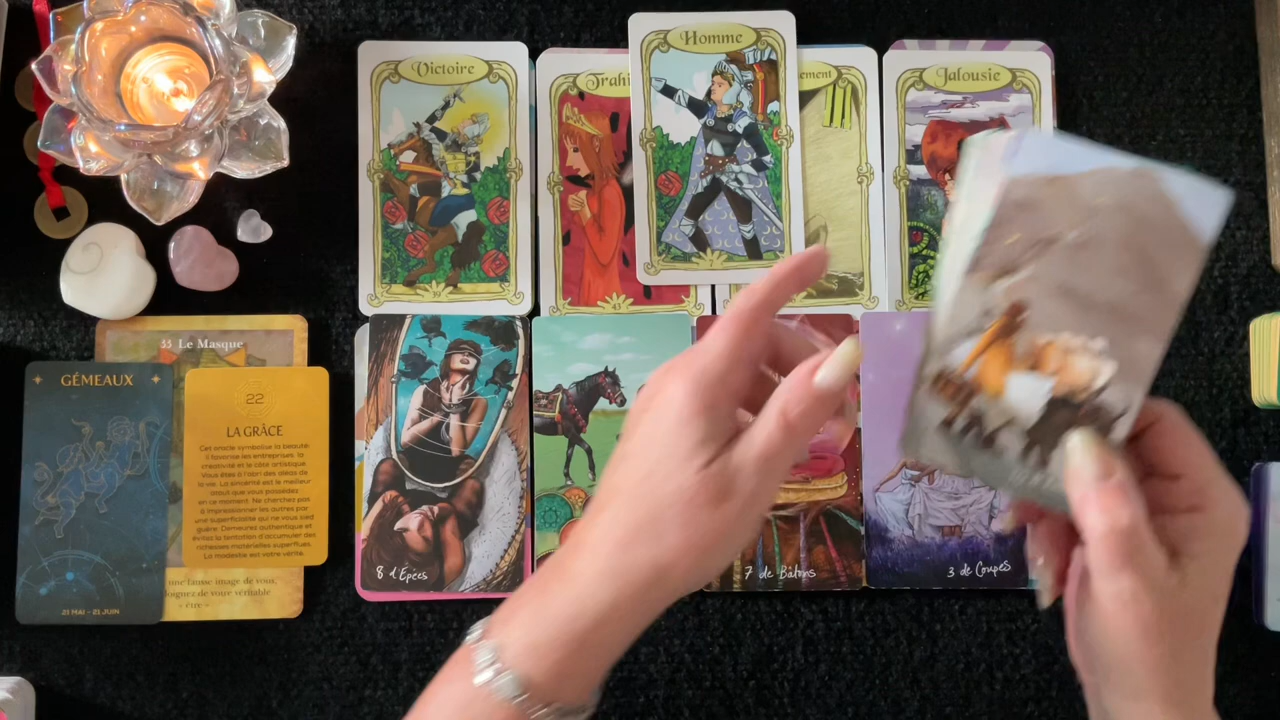 Victoire
Homme
Jalousie
39
43
7
33 Le Masque
GÉMEAUX
21 MAI - 21 JUIN
22
LA GRÂCE
Cet oracle symbolise la beauté:
il favorise les entreprises, la
créativité et le côté artistique.
Vous êtes à l'abri des aléas de
la vie. La sincérité est le meilleur
atout que vous possédez
en ce moment. Ne cherchez pas
à impressionner les autres par
une superficialité qui ne vous sied
guère. Demeurez authentique et
évitez la tentation d'accumuler des
richesses matérielles superflues.
La modestie est votre vérité.
une fausse image de vous,
loignez de votre véritable
« être »
8 d'Épées
7 de Bâtons
3 de Coupes